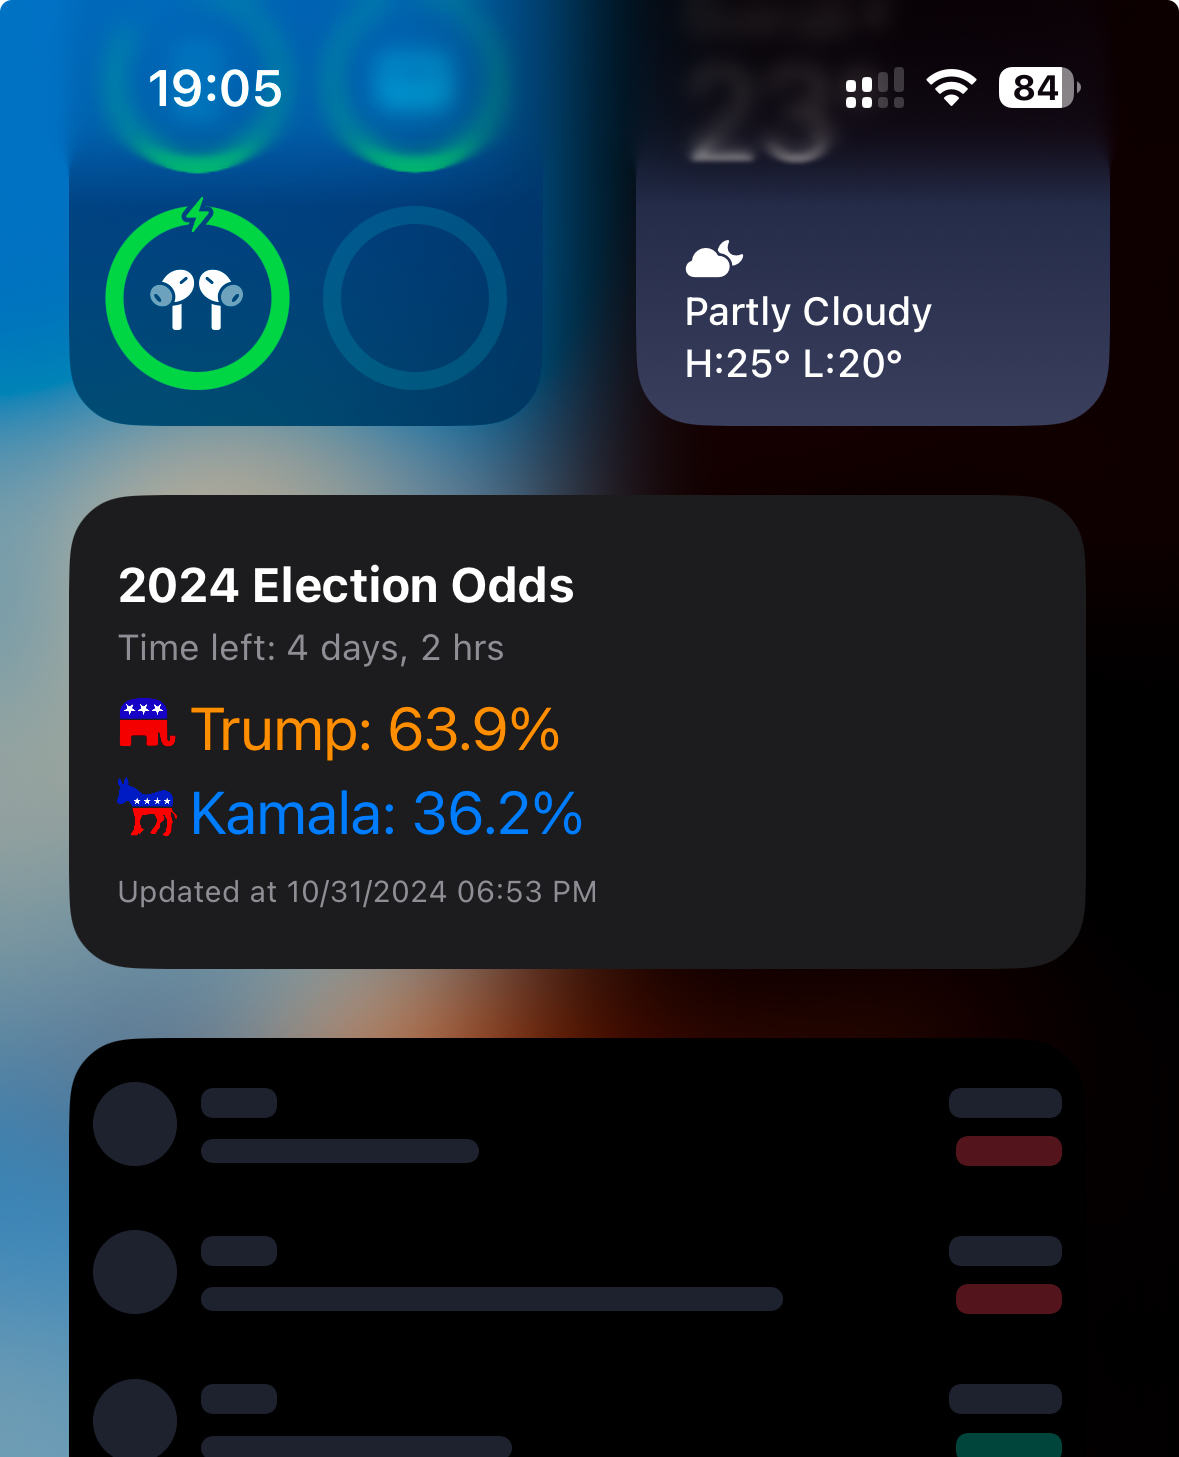 19:05
84
23°
Partly Cloudy
H:25° L:20°
2024 Election Odds
Time left: 4 days, 2 hrs
Trump: 63.9%
Kamala: 36.2%
Updated at 10/31/2024 06:53 PM